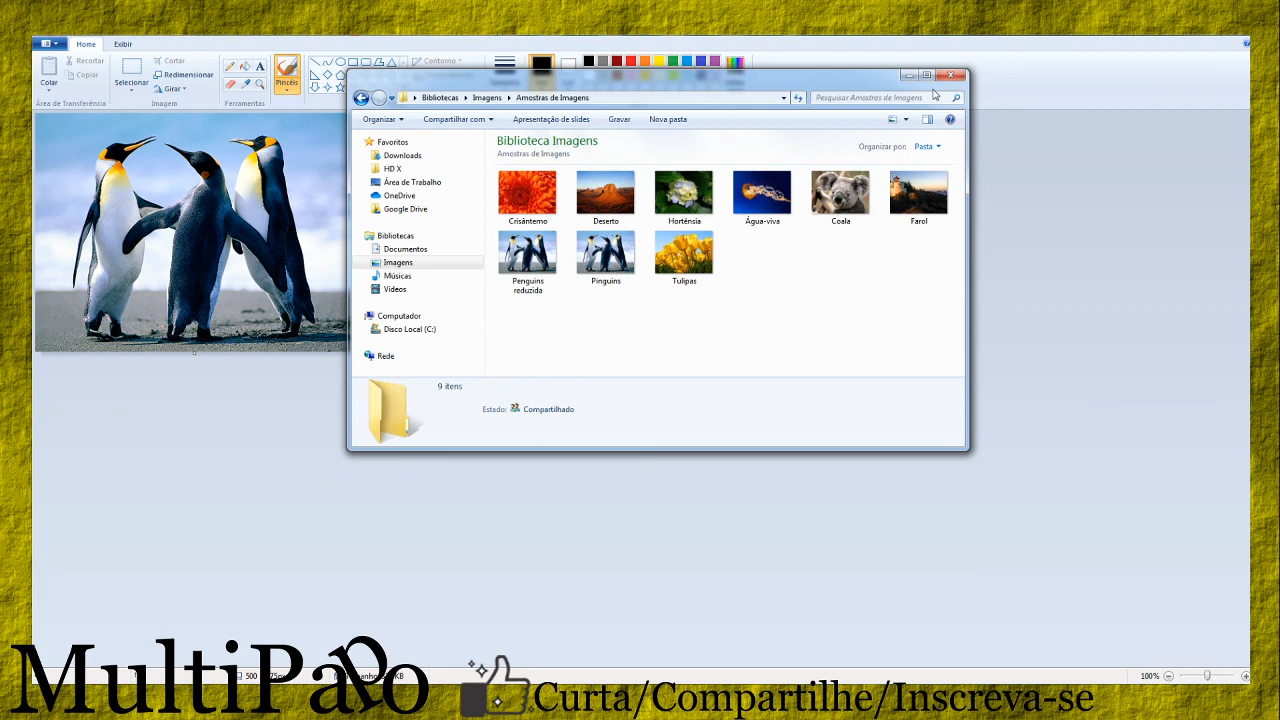 Home Exibir
Colar
Recortar
Copiar
Área de Transferência
Selecionar
Cortar
Redimensionar
Girar
Imagem
Ferramentas
Pincéis
Contorno
Bibliotecas Imagens Amostras de Imagens
Pesquisar Amostras de Imagens
Organizar Compartilhar com Apresentação de slides Gravar Nova pasta
Favoritos
Downloads
HD X
Área de Trabalho
OneDrive
Google Drive
Bibliotecas
Documentos
Imagens
Músicas
Vídeos
Computador
Disco Local (C:)
Rede
Biblioteca Imagens
Amostras de Imagens
Organizar por: Pasta
Crisântemo Deserto Hortênsia Água-viva Coala Farol
Penguins reduzida Pinguins Tulipas
9 itens
Estado: Compartilhado
500
KB
100%
MultiPaPo
Curta/Compartilhe/Inscreva-se